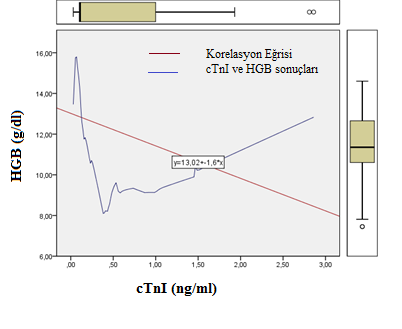 Korelasyon Eğrisi
cTnI ve HGB sonuçları
HGB (g/dl)
16,00
14,00
12,00
10,00
8,00
6,00
y=13,02+-1,6*x
,00
,50
1,00
1,50
2,00
2,50
3,00
cTnI (ng/ml)